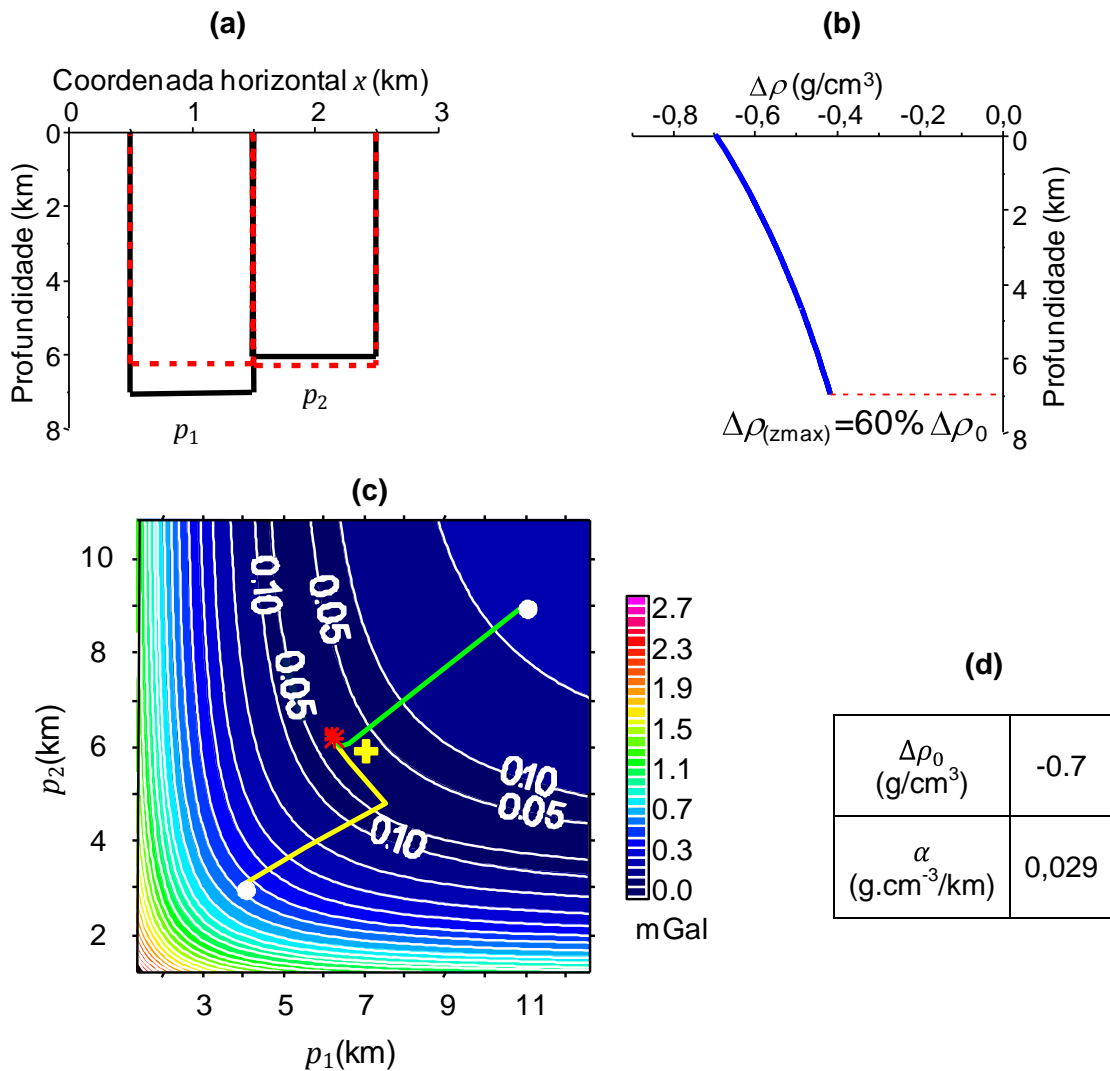 (a)
Coordenada horizontal x (km)
0 1 2 3
Profundidade (km)
0
2
4
6
8
p₁
p₂
(b)
Δρ (g/cm³)
-0,8 -0,6 -0,4 -0,2 0,0
0
2
4
6
8
Profundidade (km)
Δρ(zmax) =60% Δρ₀
(c)
p₂(km)
10
8
6
4
2
3 5 7 9 11
p₁(km)
0.10
0.05
0.05
0.10
0.10
0.05
2.7
2.3
1.9
1.5
1.1
0.7
0.3
0.0
mGal
(d)
Δρ₀
(g/cm³)
-0.7
α
(g.cm⁻³/km)
0,029